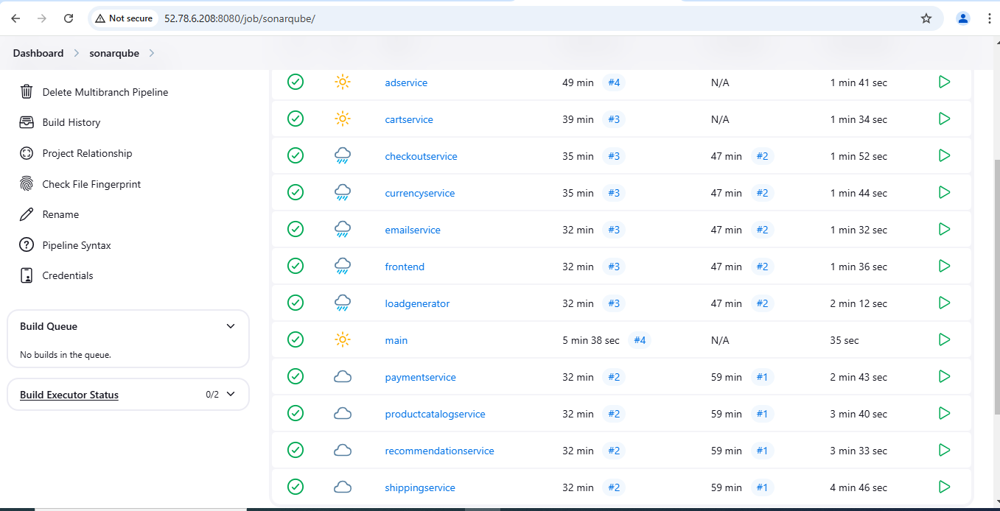 Not secure 52.78.6.208:8080/job/sonarqube/
Dashboard sonarqube
Delete Multibranch Pipeline
Build History
Project Relationship
Check File Fingerprint
Rename
Pipeline Syntax
Credentials
Build Queue
No builds in the queue.
Build Executor Status 0/2
adservice 49 min #4 N/A 1 min 41 sec
cartservice 39 min #3 N/A 1 min 34 sec
checkoutservice 35 min #3 47 min #2 1 min 52 sec
currencyservice 35 min #3 47 min #2 1 min 44 sec
emailservice 32 min #3 47 min #2 1 min 32 sec
frontend 32 min #3 47 min #2 1 min 36 sec
loadgenerator 32 min #3 47 min #2 2 min 12 sec
main 5 min 38 sec #4 N/A 35 sec
paymentservice 32 min #2 59 min #1 2 min 43 sec
productcatalogservice 32 min #2 59 min #1 3 min 40 sec
recommendationservice 32 min #2 59 min #1 3 min 33 sec
shippingservice 32 min #2 59 min #1 4 min 46 sec